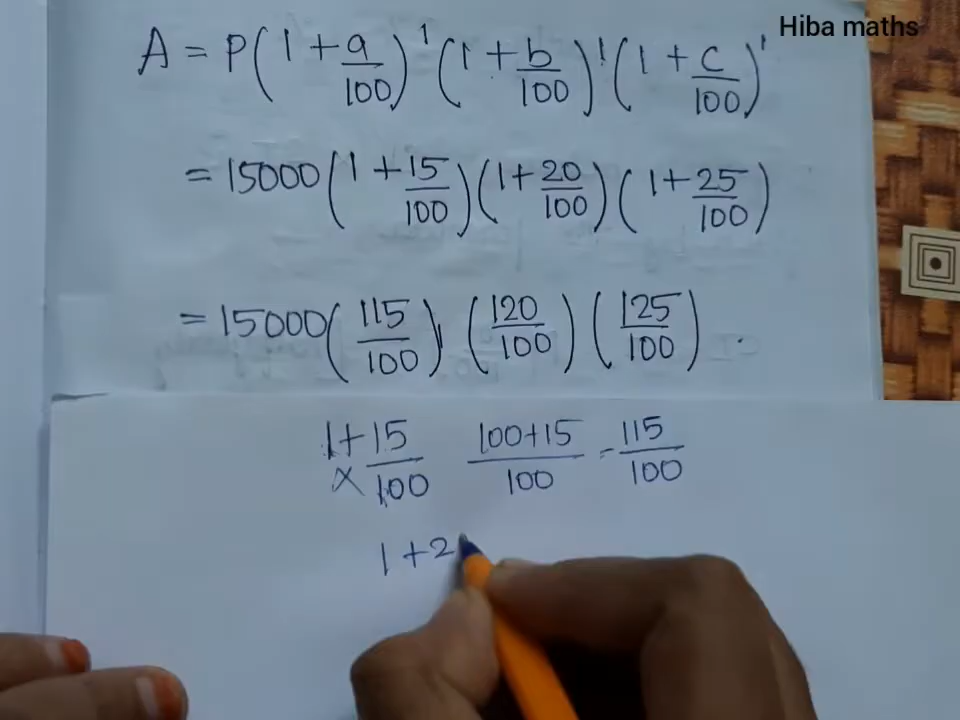 Hiba maths
A = P(1 + a/100)¹ (1 + b/100)¹ (1 + c/100)¹
= 15000(1 + 15/100)(1 + 20/100)(1 + 25/100)
= 15000(115/100) (120/100) (125/100)
1 + 15/100 100+15/100 = 115/100
1 + 2